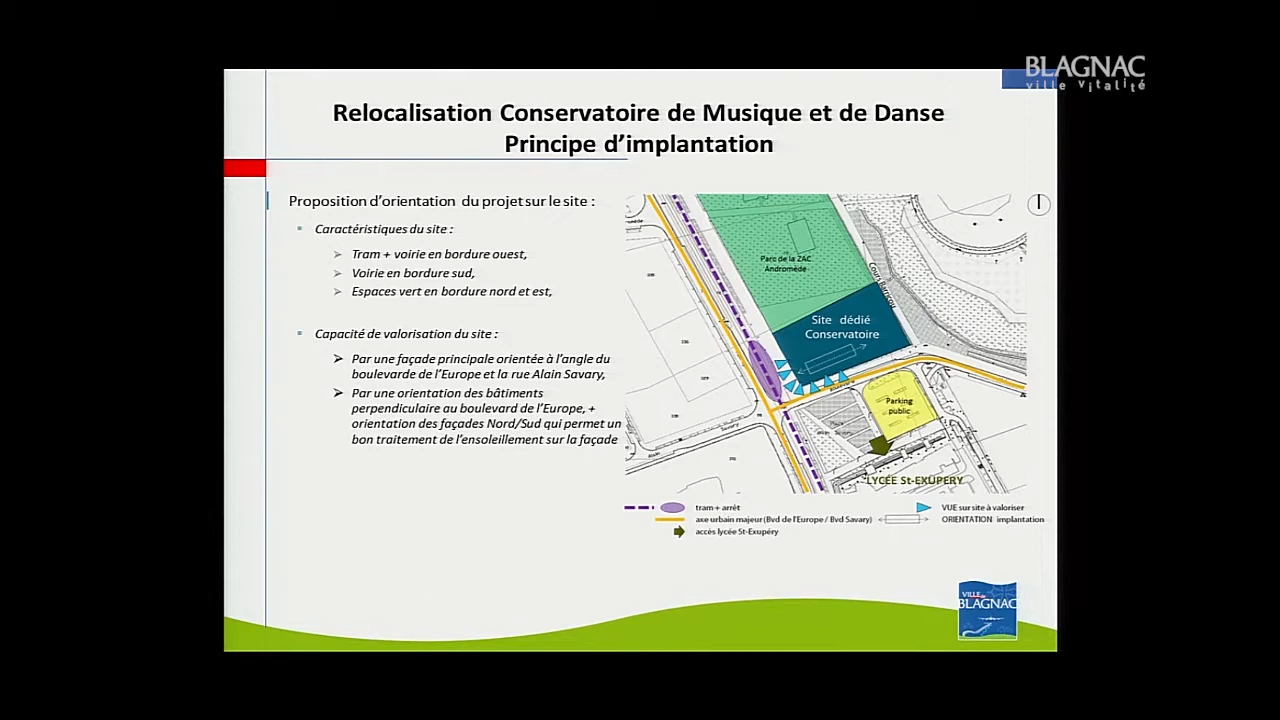 BLAGNAC
ville vitalité
Relocalisation Conservatoire de Musique et de Danse
Principe d’implantation
Proposition d’orientation du projet sur le site :
Caractéristiques du site :
Tram + voirie en bordure ouest,
Voirie en bordure sud,
Espaces vert en bordure nord et est,
Capacité de valorisation du site :
Par une façade principale orientée à l’angle du
boulevarde de l’Europe et la rue Alain Savary,
Par une orientation des bâtiments
perpendiculaire au boulevard de l’Europe, +
orientation des façades Nord/Sud qui permet un
bon traitement de l’ensoleillement sur la façade
Parc de la ZAC
Andromède
Cours Barricou
Site dédié
Conservatoire
Parking
public
Savary
Alain
LYCÉE St-EXUPERY
tram + arrêt
axe urbain majeur (Bvd de l’Europe / Bvd Savary)
accès lycée St-Exupéry
VUE sur site à valoriser
ORIENTATION implantation
VILLE de
BLAGNAC